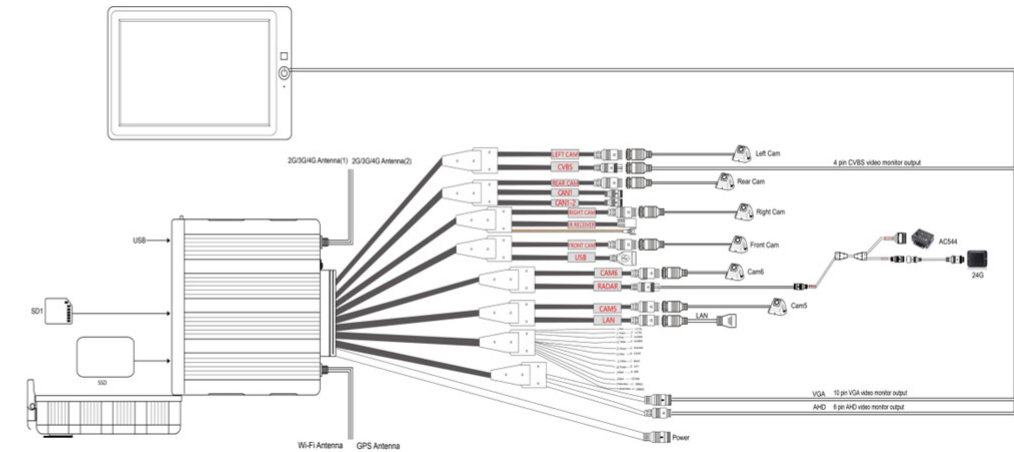 2G/3G/4G Antenna(1) 2G/3G/4G Antenna(2)
LEFT CAM
Left Cam
CVBS
4 pin CVBS video monitor output
REAR CAM
Rear Cam
CAN1
CAN1-2
RIGHT CAM
Right Cam
IR RECEIVER
USB
FRONT CAM
Front Cam
AC544
USB
CAM6
Cam6
24G
RADAR
SD1
CAM5
Cam5
LAN
LAN
SSD
VGA 10 pin VGA video monitor output
AHD 6 pin AHD video monitor output
Power
Wi-Fi Antenna GPS Antenna